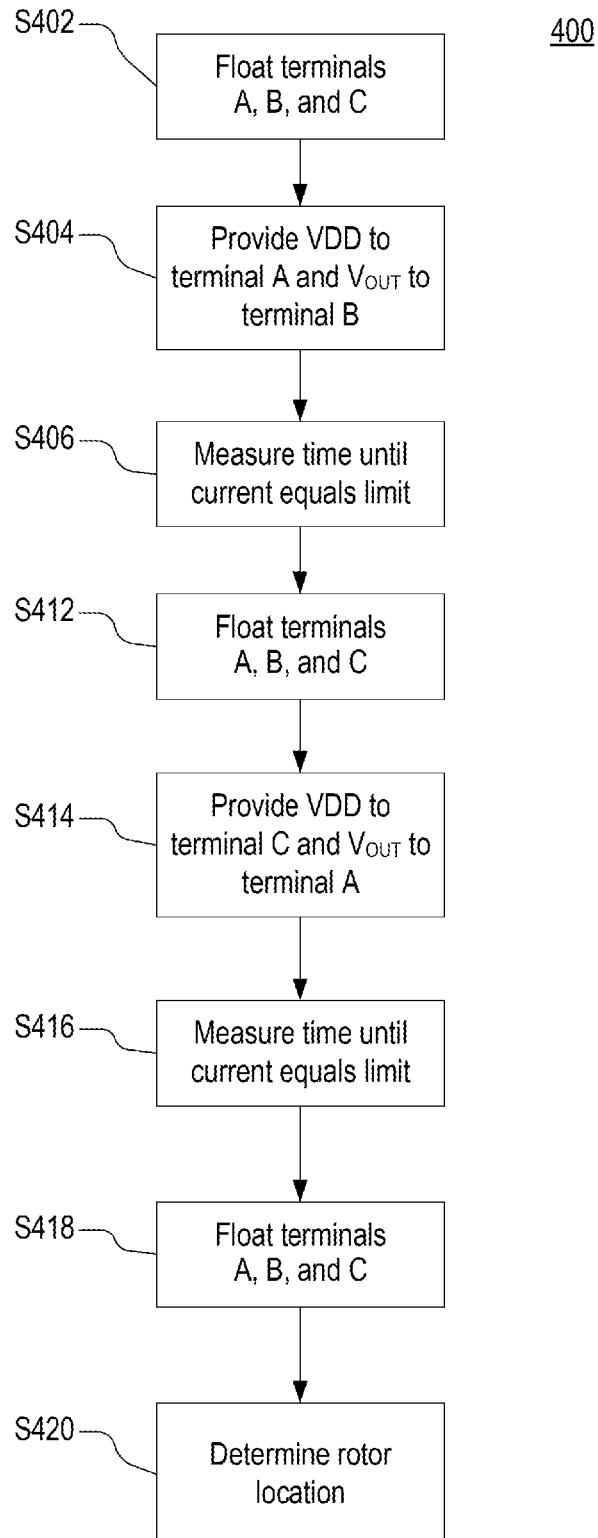 400
S402
Float terminals
A, B, and C
S404
Provide VDD to
terminal A and VOUT to
terminal B
S406
Measure time until
current equals limit
S412
Float terminals
A, B, and C
S414
Provide VDD to
terminal C and VOUT to
terminal A
S416
Measure time until
current equals limit
S418
Float terminals
A, B, and C
S420
Determine rotor
location